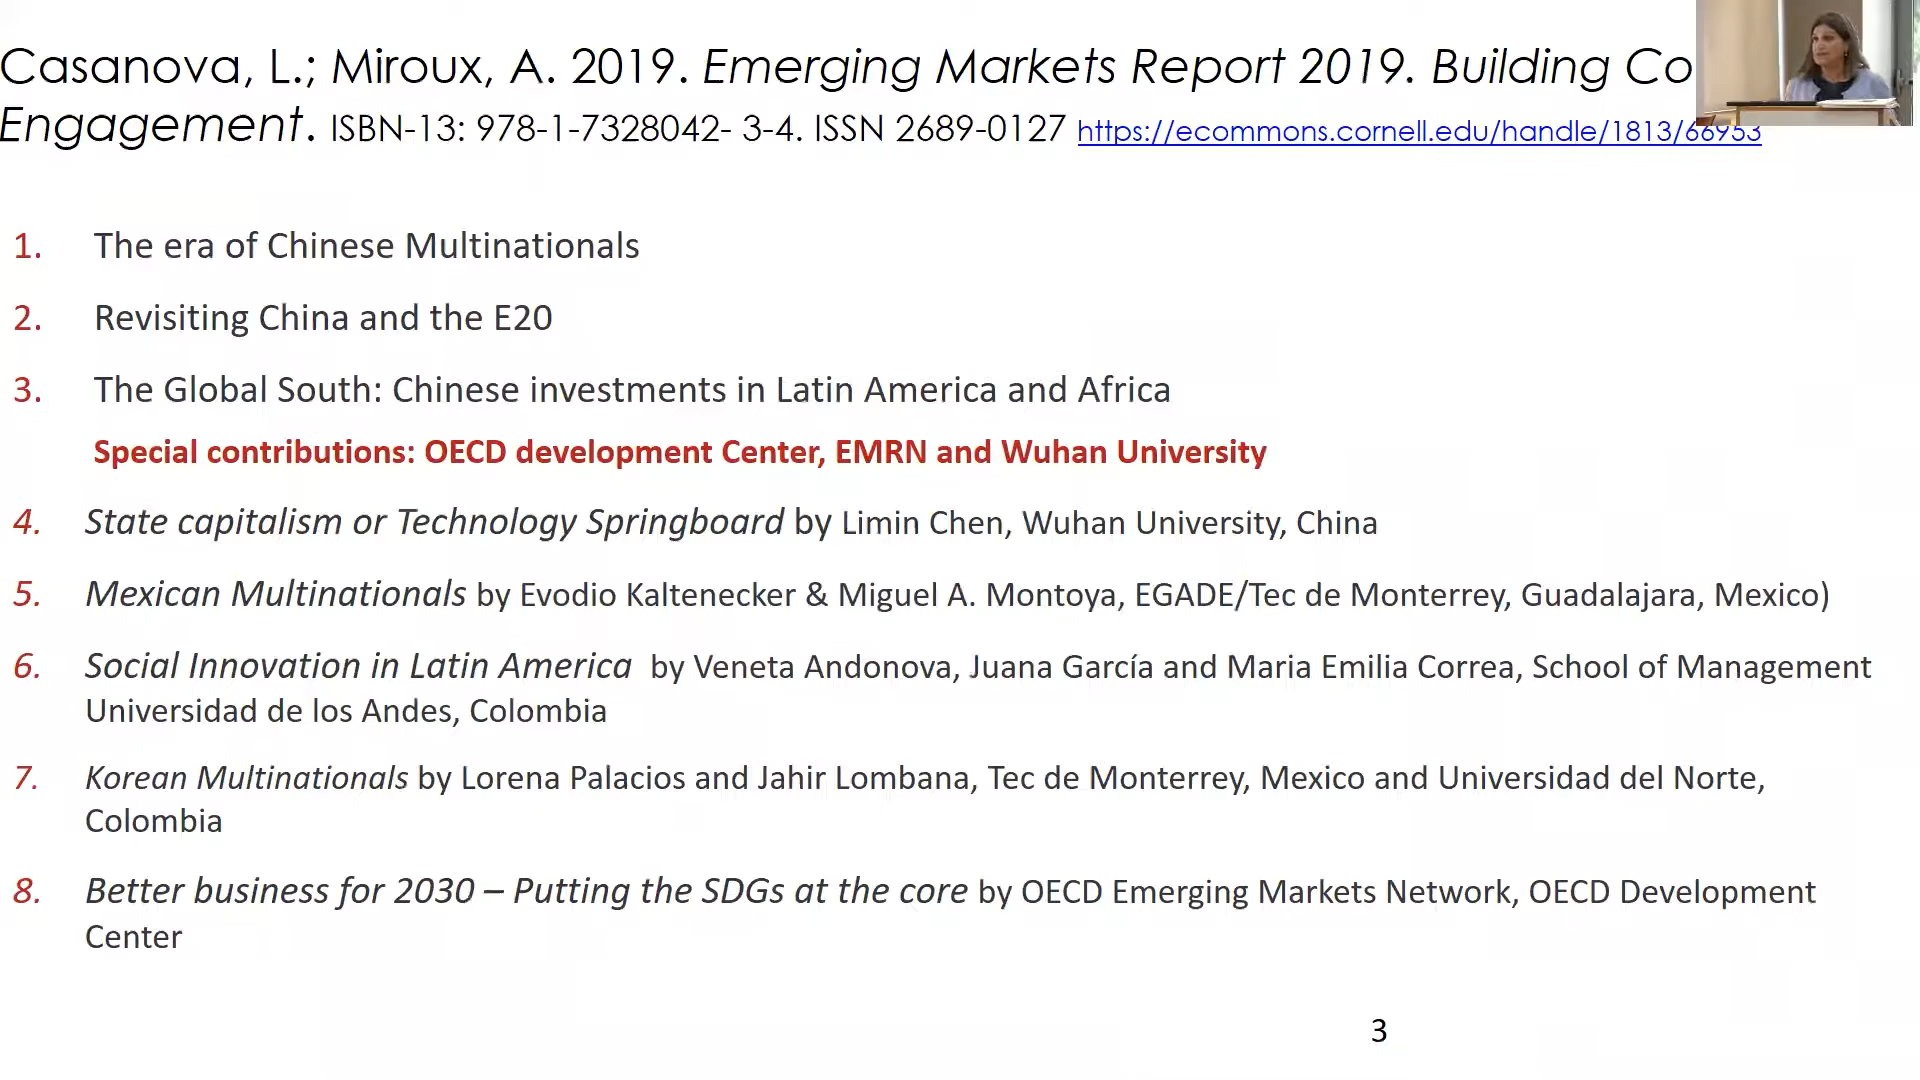 Casanova, L.; Miroux, A. 2019. Emerging Markets Report 2019. Building
Engagement. ISBN-13: 978-1-7328042- 3-4. ISSN 2689-0127 https://ecommons.cornell.edu/handle/1813/66953
1. The era of Chinese Multinationals
2. Revisiting China and the E20
3. The Global South: Chinese investments in Latin America and Africa
Special contributions: OECD development Center, EMRN and Wuhan University
4. State capitalism or Technology Springboard by Limin Chen, Wuhan University, China
5. Mexican Multinationals by Evodio Kaltenecker & Miguel A. Montoya, EGADE/Tec de Monterrey, Guadalajara, Mexico)
6. Social Innovation in Latin America by Veneta Andonova, Juana García and Maria Emilia Correa, School of Management
Universidad de los Andes, Colombia
7. Korean Multinationals by Lorena Palacios and Jahir Lombana, Tec de Monterrey, Mexico and Universidad del Norte,
Colombia
8. Better business for 2030 – Putting the SDGs at the core by OECD Emerging Markets Network, OECD Development
Center
3